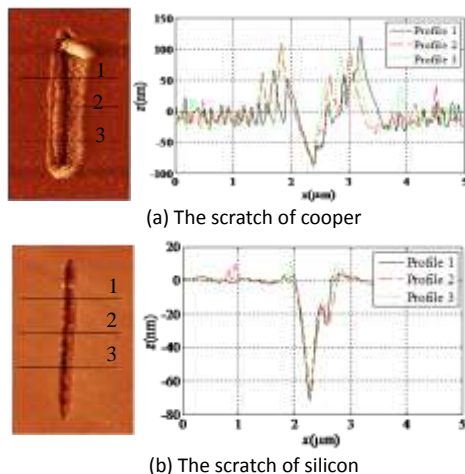 (a)
1
2
3
z(nm)
150
100
50
0
-50
-100
0 1 2 3 4 5
x(μm)
Profile 1
Profile 2
Profile 3
(a) The scratch of cooper
(b)
1
2
3
z(nm)
20
0
-20
-40
-60
-80
0 1 2 3 4 5
x(μm)
Profile 1
Profile 2
Profile 3
(b) The scratch of silicon